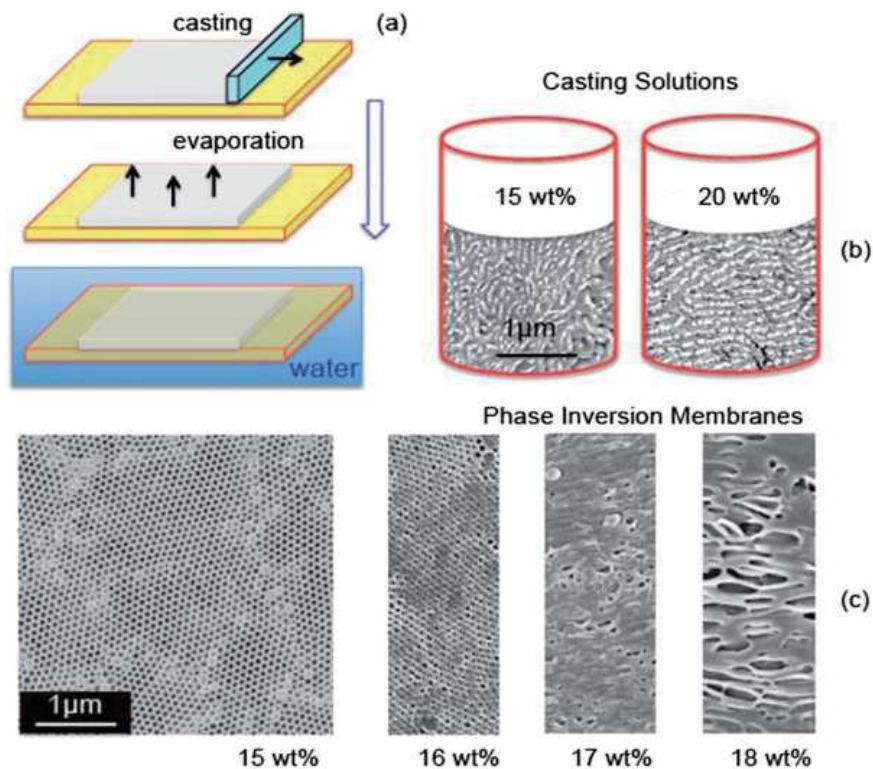 casting
(a)
evaporation
water
Casting Solutions
15 wt%
20 wt%
1μm
(b)
Phase Inversion Membranes
1μm
(c)
15 wt%
16 wt%
17 wt%
18 wt%